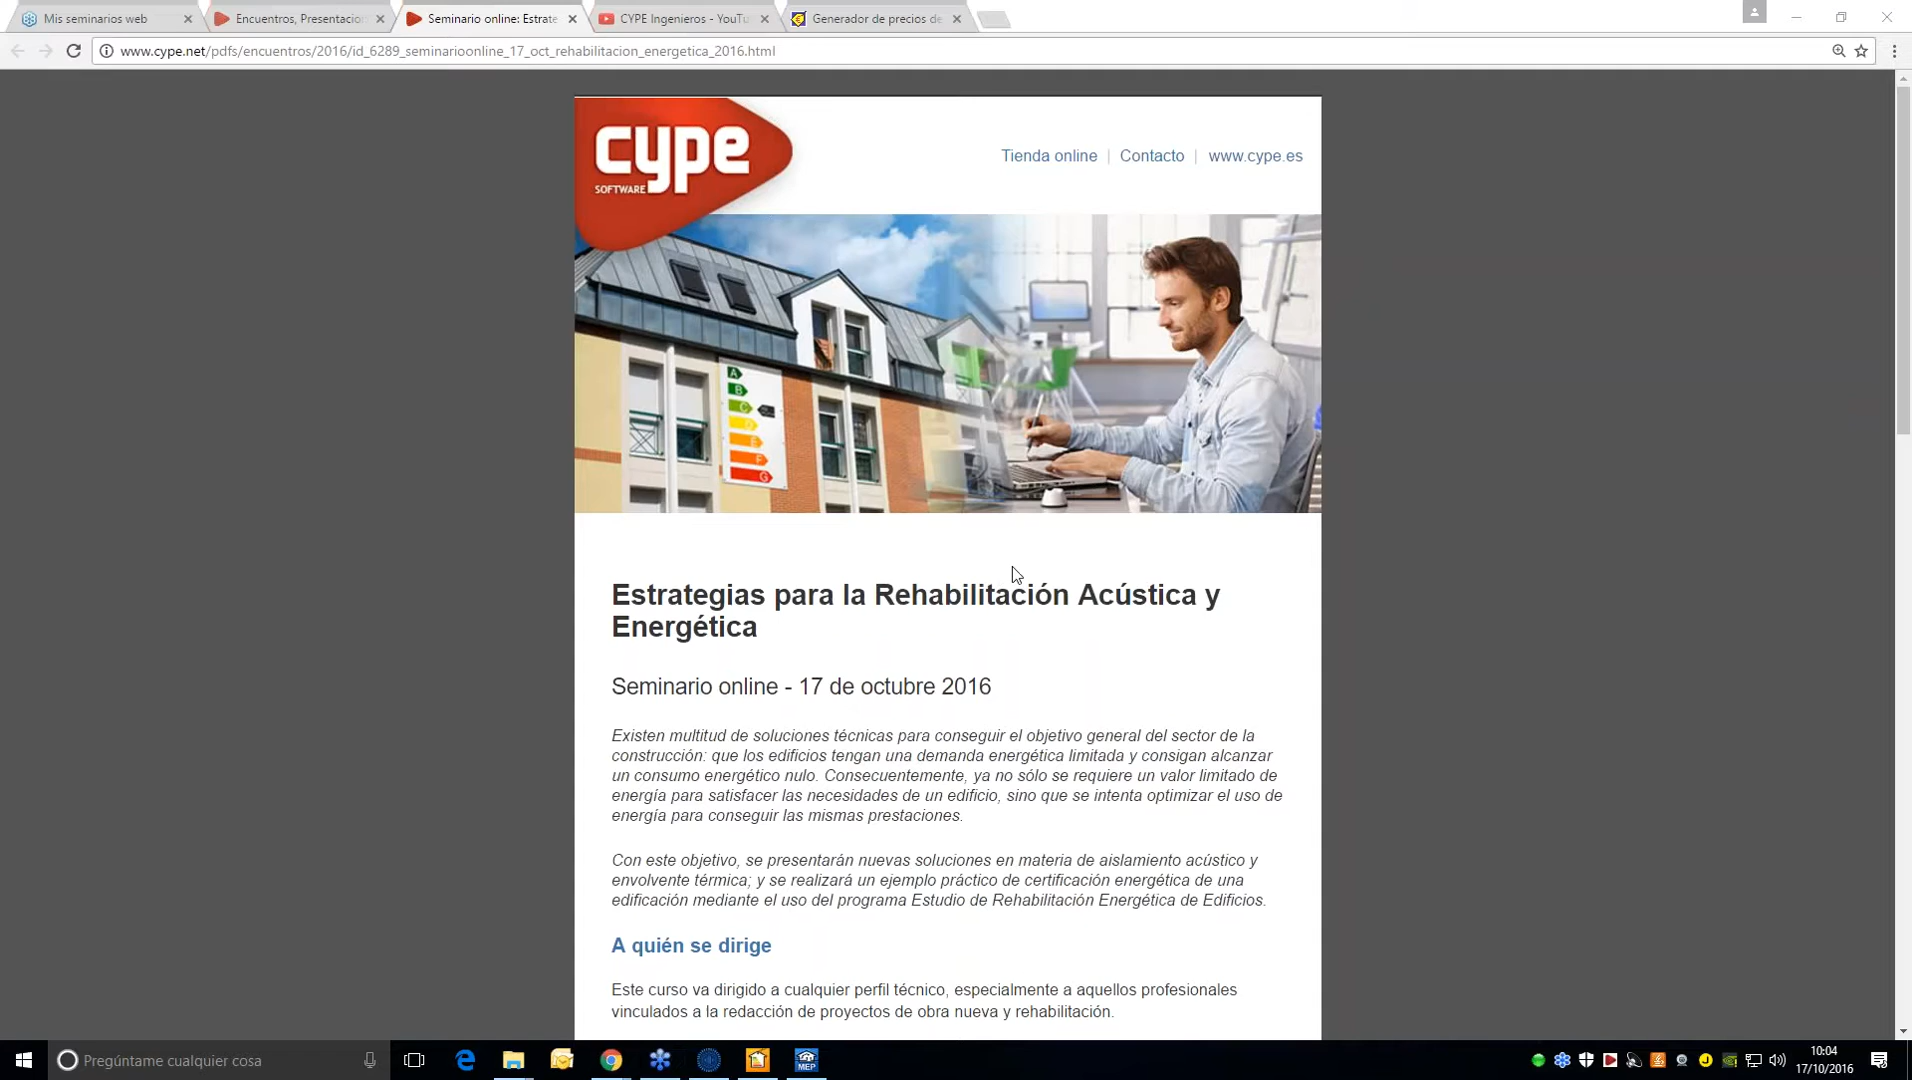 Mis seminarios web
Encuentros, Presentacio
Seminario online: Estrate
CYPE Ingenieros - YouTu
Generador de precios de
www.cype.net/pdfs/encuentros/2016/id_6289_seminarioonline_17_oct_rehabilitacion_energetica_2016.html
cype
SOFTWARE
Tienda online | Contacto | www.cype.es
A
B
C
D
E
F
G
Estrategias para la Rehabilitación Acústica y
Energética
Seminario online - 17 de octubre 2016
Existen multitud de soluciones técnicas para conseguir el objetivo general del sector de la
construcción: que los edificios tengan una demanda energética limitada y consigan alcanzar
un consumo energético nulo. Consecuentemente, ya no sólo se requiere un valor limitado de
energía para satisfacer las necesidades de un edificio, sino que se intenta optimizar el uso de
energía para conseguir las mismas prestaciones.
Con este objetivo, se presentarán nuevas soluciones en materia de aislamiento acústico y
envolvente térmica; y se realizará un ejemplo práctico de certificación energética de una
edificación mediante el uso del programa Estudio de Rehabilitación Energética de Edificios.
A quién se dirige
Este curso va dirigido a cualquier perfil técnico, especialmente a aquellos profesionales
vinculados a la redacción de proyectos de obra nueva y rehabilitación.
Pregúntame cualquier cosa
MEP
10:04
17/10/2016